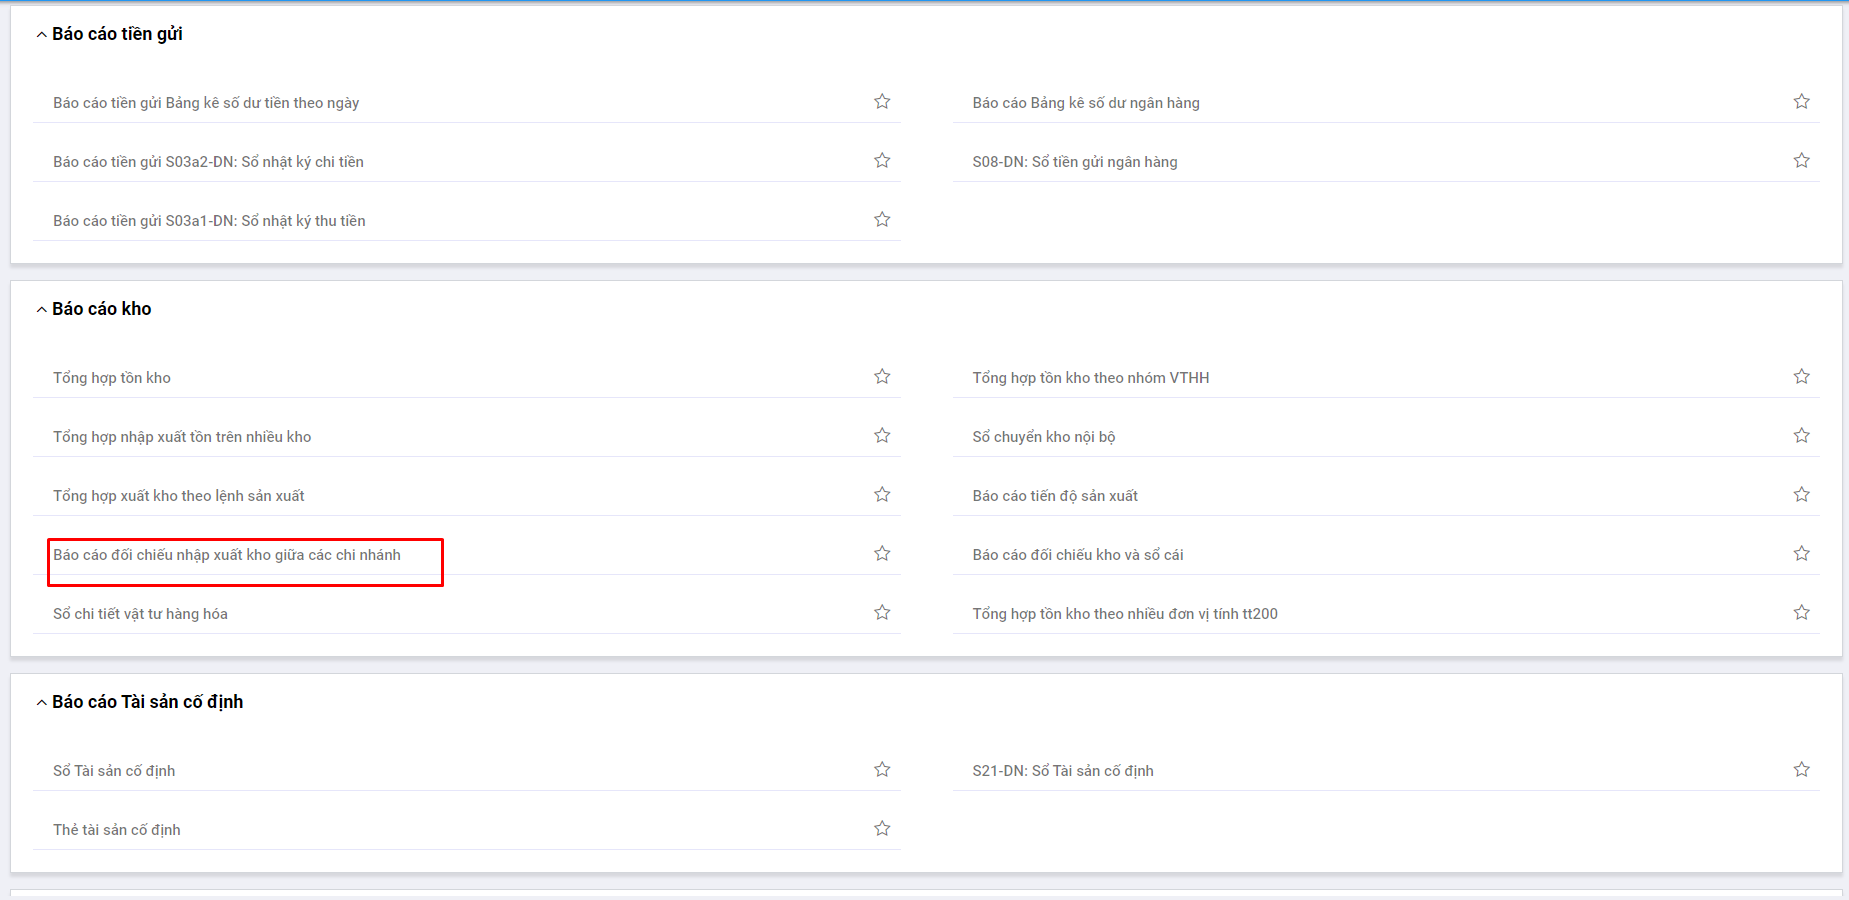 Báo cáo tiền gửi
Báo cáo tiền gửi Bảng kê số dư tiền theo ngày
Báo cáo Bảng kê số dư ngân hàng
Báo cáo tiền gửi S03a2-DN: Sổ nhật ký chi tiền
S08-DN: Sổ tiền gửi ngân hàng
Báo cáo tiền gửi S03a1-DN: Sổ nhật ký thu tiền
Báo cáo kho
Tổng hợp tồn kho
Tổng hợp tồn kho theo nhóm VTHH
Tổng hợp nhập xuất tồn trên nhiều kho
Sổ chuyển kho nội bộ
Tổng hợp xuất kho theo lệnh sản xuất
Báo cáo tiến độ sản xuất
Báo cáo đối chiếu nhập xuất kho giữa các chi nhánh
Báo cáo đối chiếu kho và sổ cái
Sổ chi tiết vật tư hàng hóa
Tổng hợp tồn kho theo nhiều đơn vị tính tt200
Báo cáo Tài sản cố định
Sổ Tài sản cố định
S21-DN: Sổ Tài sản cố định
Thẻ tài sản cố định